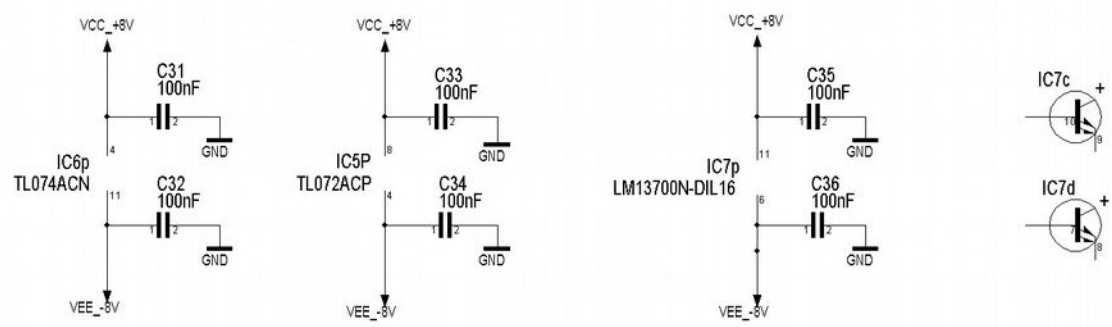 VCC_+8V
C31
100nF
1 2
GND
4
IC6p
TL074ACN
11
C32
100nF
1 2
GND
VEE_-8V
VCC_+8V
C33
100nF
1 2
GND
8
IC5P
TL072ACP
4
C34
100nF
1 2
GND
VEE_-8V
VCC_+8V
C35
100nF
1 2
GND
11
IC7p
LM13700N-DIL16
6
C36
100nF
1 2
GND
VEE_-8V
IC7c
+
10
9
IC7d
+
7
8